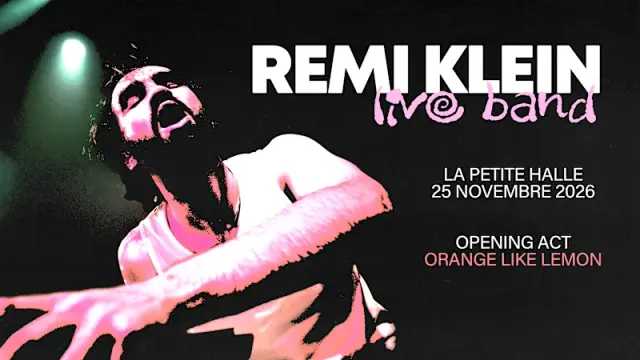 REMI KLEIN
live band
LA PETITE HALLE
25 NOVEMBRE 2026
OPENING ACT
ORANGE LIKE LEMON